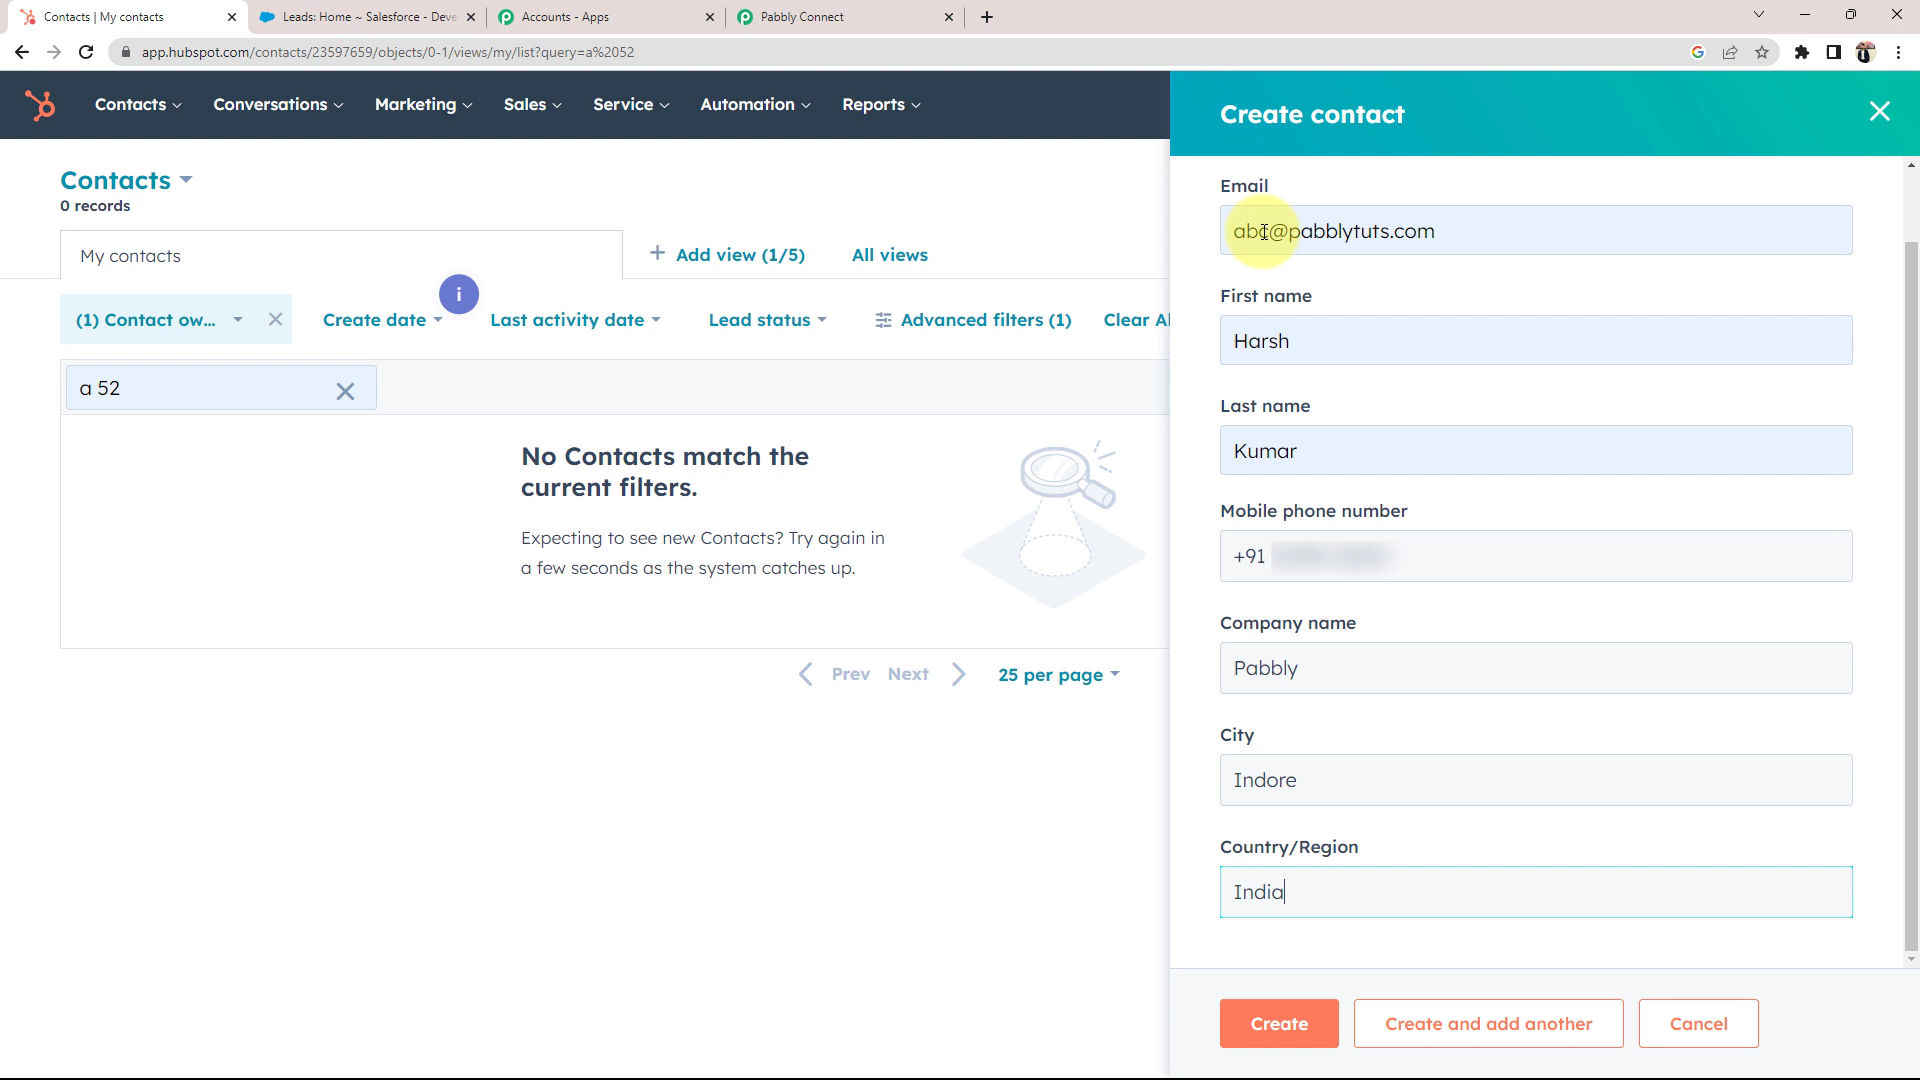 Contacts | My contacts
Leads: Home ~ Salesforce - Deve
Accounts - Apps
Pabbly Connect
app.hubspot.com/contacts/23597659/objects/0-1/views/my/list?query=a%2052
Contacts
Conversations
Marketing
Sales
Service
Automation
Reports
Contacts
0 records
My contacts
+ Add view (1/5)
All views
i
(1) Contact ow...
Create date
Last activity date
Lead status
Advanced filters (1)
Clear Al
a 52
No Contacts match the
current filters.
Expecting to see new Contacts? Try again in
a few seconds as the system catches up.
Prev
Next
25 per page
Create contact
Email
abc@pabblytuts.com
First name
Harsh
Last name
Kumar
Mobile phone number
+91
Company name
Pabbly
City
Indore
Country/Region
India
Create
Create and add another
Cancel